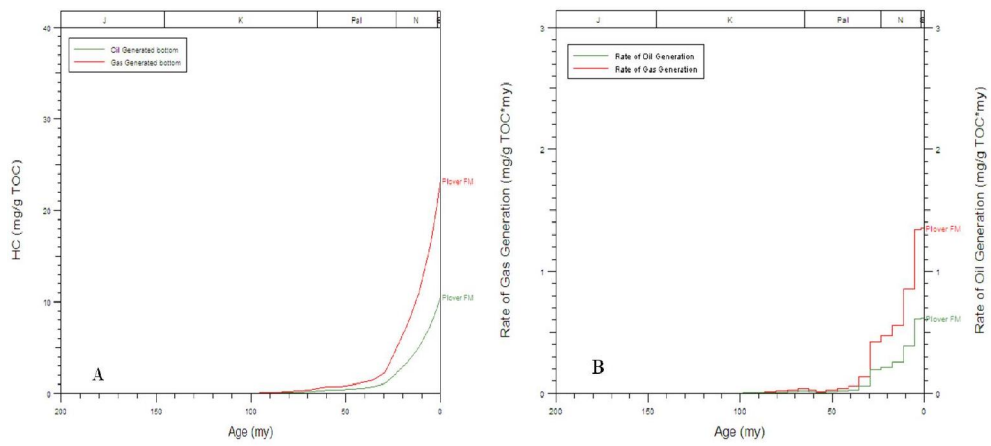 J K Pal N
40
Oil Generated bottom
Gas Generated bottom
30
HC (mg/g TOC)
20
Plover FM
10
Plover FM
A
0
200 150 100 50 0
Age (my)
J K Pal N
3 3
Rate of Oil Generation
Rate of Gas Generation
Rate of Gas Generation (mg/g TOC*my)
Rate of Oil Generation (mg/g TOC*my)
2 2
Plover FM
1 1
Plover FM
B
0 0
200 150 100 50 0
Age (my)